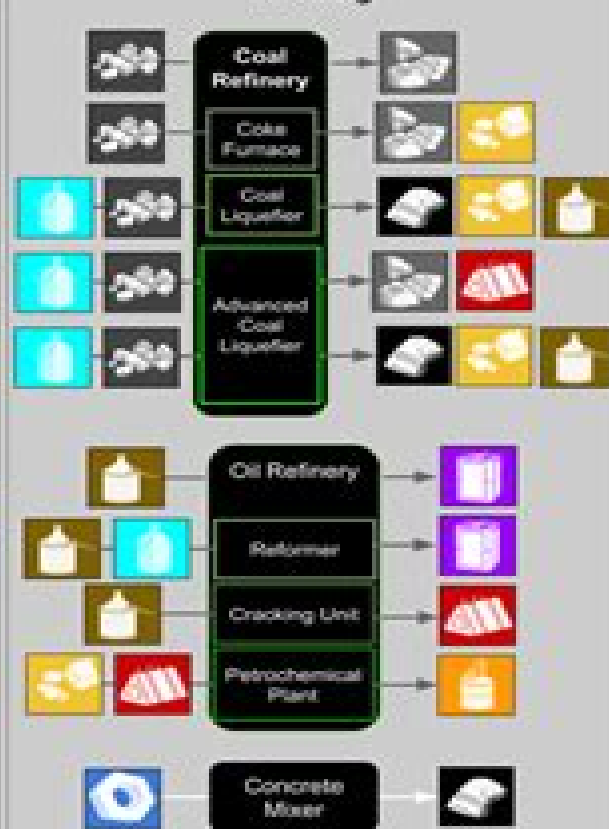 Coal
Refinery
Coke
Furnace
Coal
Liquefier
Advanced
Coal
Liquefier
Oil Refinery
Reformer
Cracking Unit
Petrochemical
Plant
Concrete
Mixer